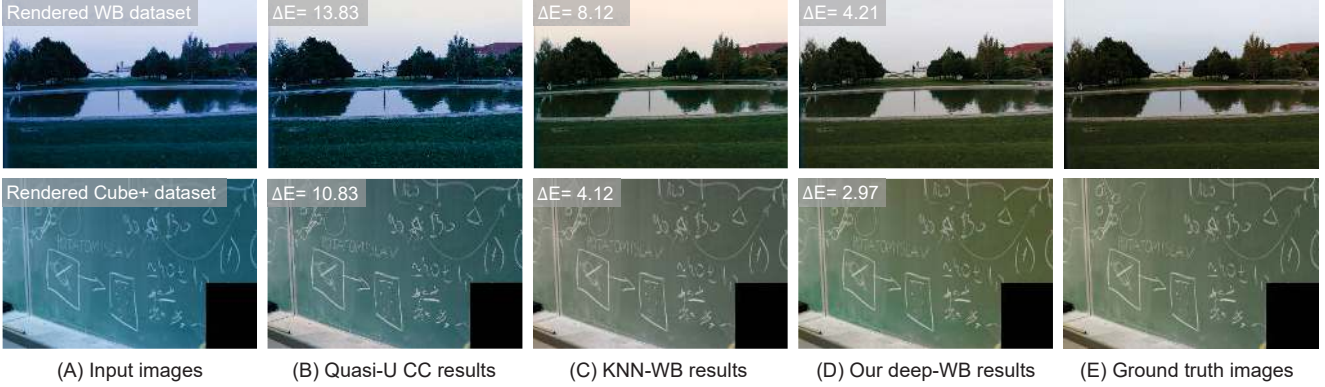 Rendered WB dataset
ΔE= 13.83
ΔE= 8.12
ΔE= 4.21
Rendered Cube+ dataset
ΔE= 10.83
ΔE= 4.12
ΔE= 2.97
POTATOMISLAV
(A) Input images
(B) Quasi-U CC results
(C) KNN-WB results
(D) Our deep-WB results
(E) Ground truth images